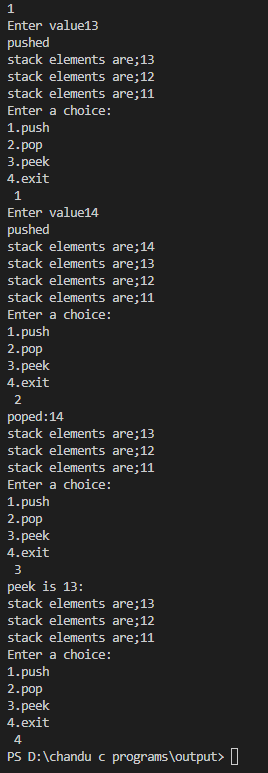 1
Enter value13
pushed
stack elements are;13
stack elements are;12
stack elements are;11
Enter a choice:
1.push
2.pop
3.peek
4.exit
1
Enter value14
pushed
stack elements are;14
stack elements are;13
stack elements are;12
stack elements are;11
Enter a choice:
1.push
2.pop
3.peek
4.exit
2
poped:14
stack elements are;13
stack elements are;12
stack elements are;11
Enter a choice:
1.push
2.pop
3.peek
4.exit
3
peek is 13:
stack elements are;13
stack elements are;12
stack elements are;11
Enter a choice:
1.push
2.pop
3.peek
4.exit
4
PS D:\chandu c programs\output>